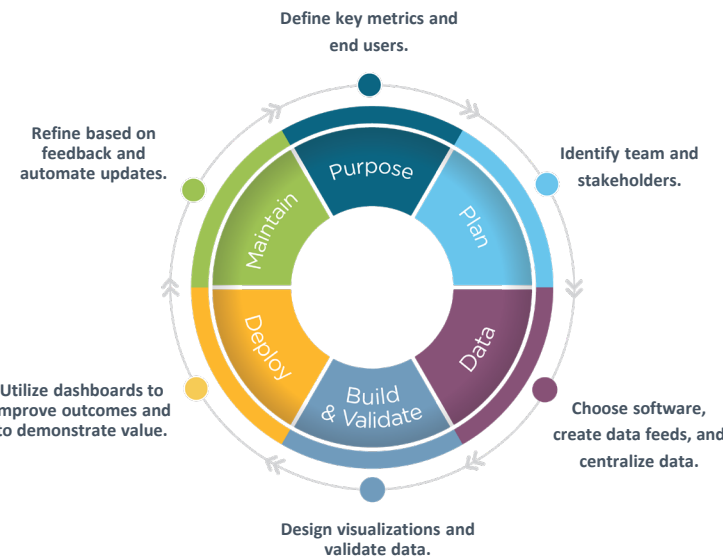 Define key metrics and
end users.
Purpose
Identify team and
stakeholders.
Plan
Data
Choose software,
create data feeds, and
centralize data.
Build
& Validate
Design visualizations and
validate data.
Deploy
Utilize dashboards to
improve outcomes and
to demonstrate value.
Maintain
Refine based on
feedback and
automate updates.